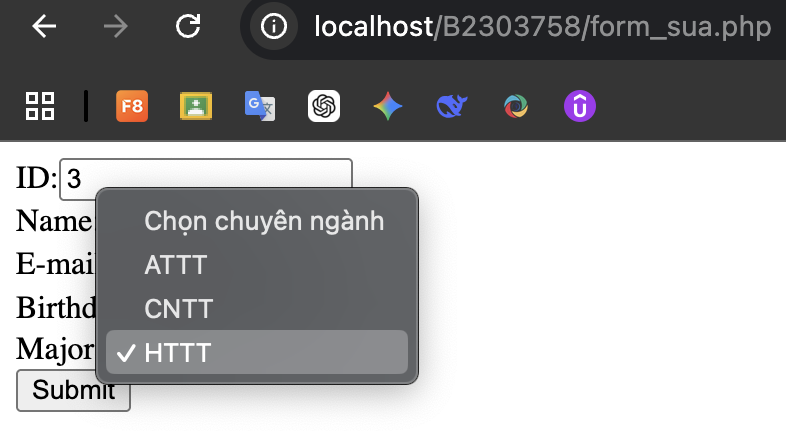 localhost/B2303758/form_sua.php
F8
G
ID: 3
Chọn chuyên ngành
Name
ATTT
E-mai
CNTT
Birthd
Major
HTTT
Submit